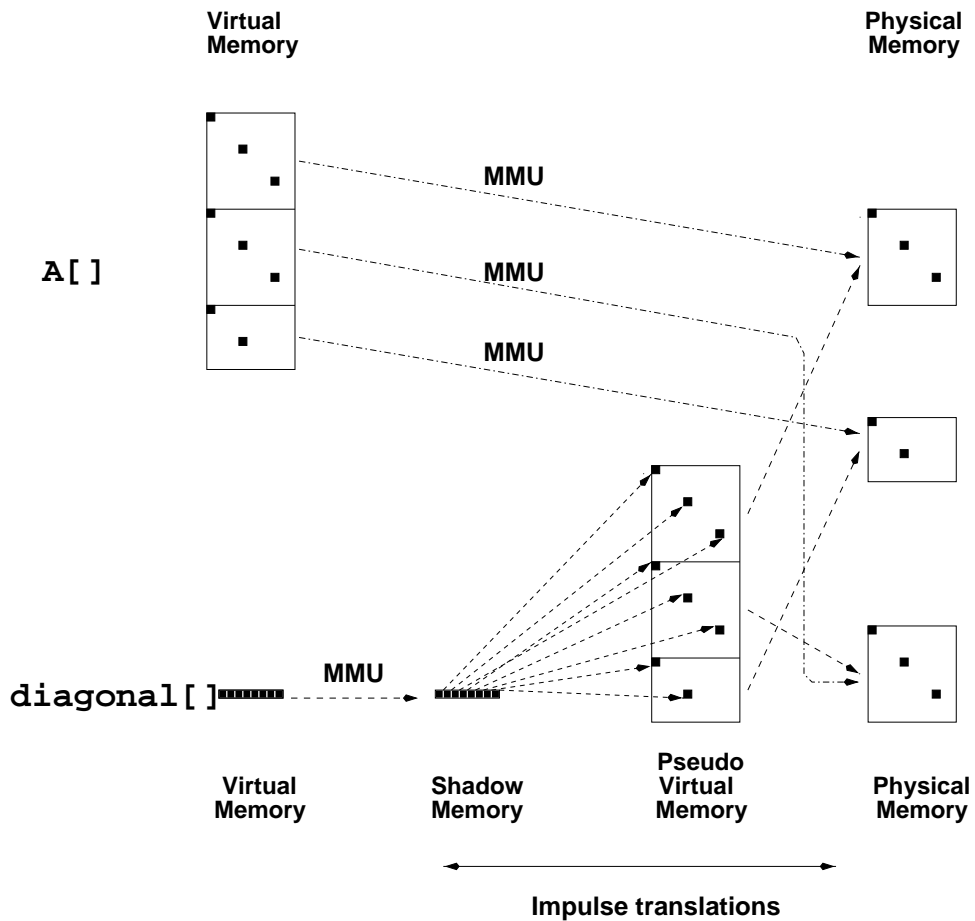 Virtual
Memory
Physical
Memory
MMU
A[]
MMU
MMU
MMU
diagonal[]
Virtual
Memory
Shadow
Memory
Pseudo
Virtual
Memory
Physical
Memory
Impulse translations